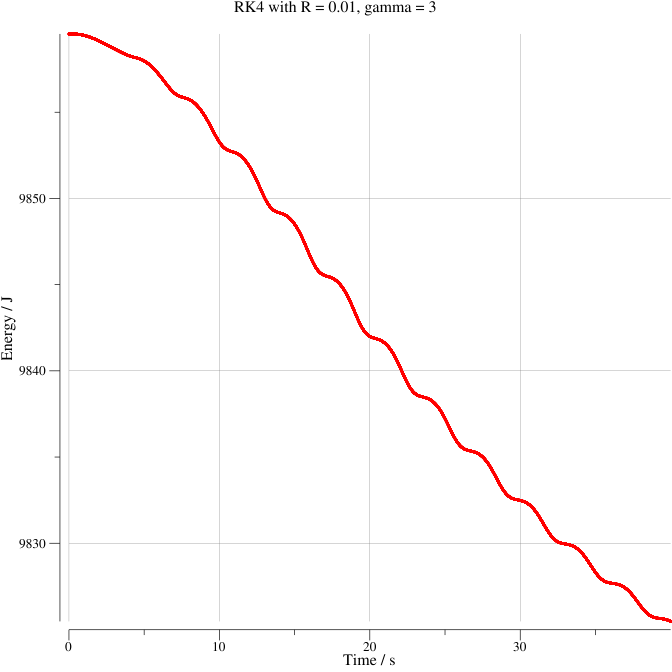 RK4 with R = 0.01, gamma = 3
Energy / J
9850
9840
9830
0
10
20
30
Time / s